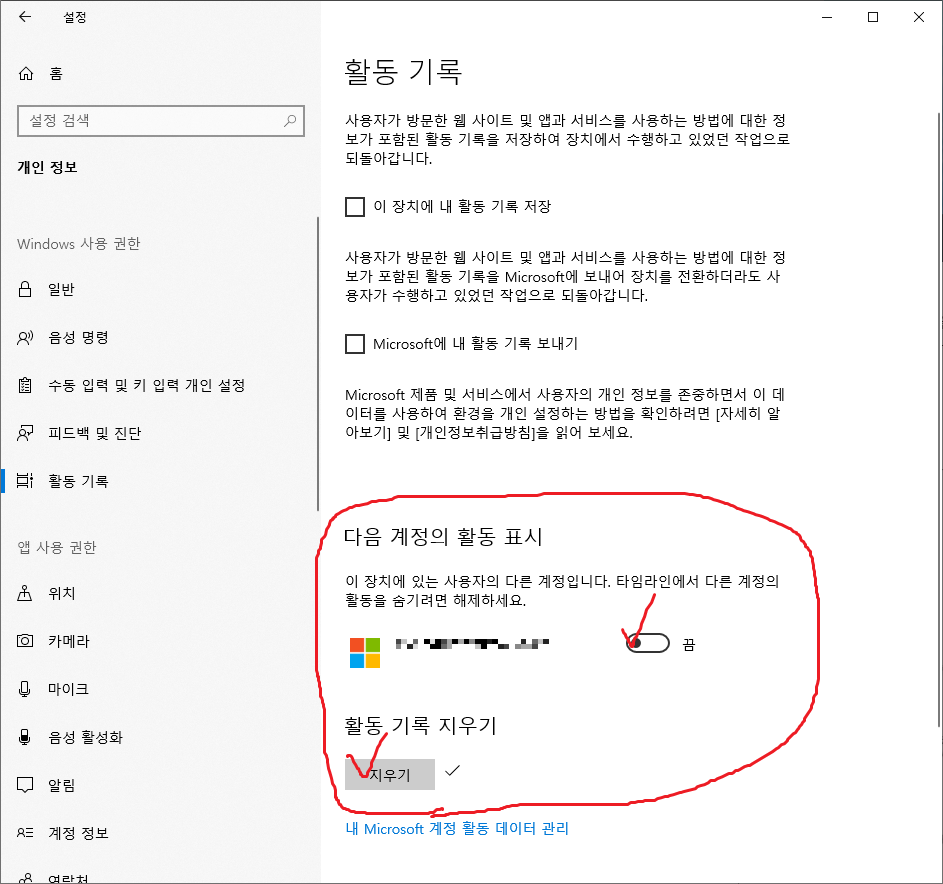 설정
홈
설정 검색
개인 정보
Windows 사용 권한
일반
음성 명령
수동 입력 및 키 입력 개인 설정
피드백 및 진단
활동 기록
앱 사용 권한
위치
카메라
마이크
음성 활성화
알림
계정 정보
연락처
활동 기록
사용자가 방문한 웹 사이트 및 앱과 서비스를 사용하는 방법에 대한 정
보가 포함된 활동 기록을 저장하여 장치에서 수행하고 있었던 작업으로
되돌아갑니다.
이 장치에 내 활동 기록 저장
사용자가 방문한 웹 사이트 및 앱과 서비스를 사용하는 방법에 대한 정
보가 포함된 활동 기록을 Microsoft에 보내어 장치를 전환하더라도 사
용자가 수행하고 있었던 작업으로 되돌아갑니다.
Microsoft에 내 활동 기록 보내기
Microsoft 제품 및 서비스에서 사용자의 개인 정보를 존중하면서 이 데
이터를 사용하여 환경을 개인 설정하는 방법을 확인하려면 [자세히 알
아보기] 및 [개인정보취급방침]을 읽어 보세요.
다음 계정의 활동 표시
이 장치에 있는 사용자의 다른 계정입니다. 타임라인에서 다른 계정의
활동을 숨기려면 해제하세요.
끔
활동 기록 지우기
지우기
내 Microsoft 계정 활동 데이터 관리